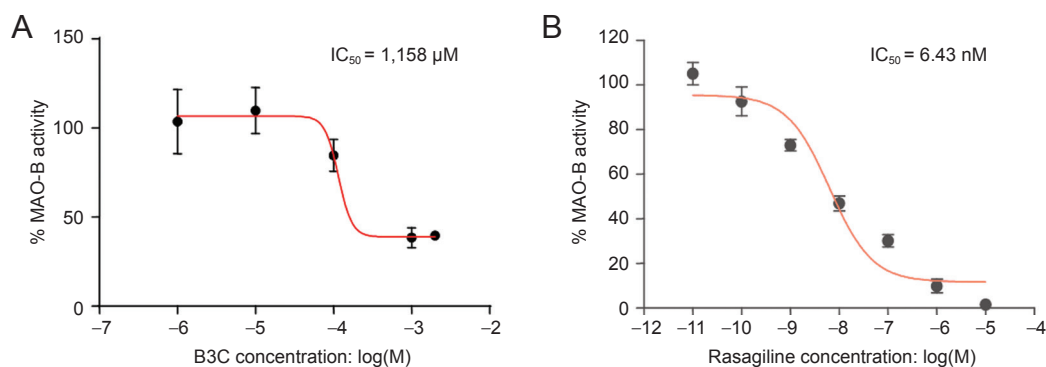 A
IC50 = 1,158 µM
150
100
50
0
% MAO-B activity
–7 –6 –5 –4 –3 –2
B3C concentration: log(M)
B
IC50 = 6.43 nM
120
100
80
60
40
20
0
% MAO-B activity
–12 –11 –10 –9 –8 –7 –6 –5 –4
Rasagiline concentration: log(M)